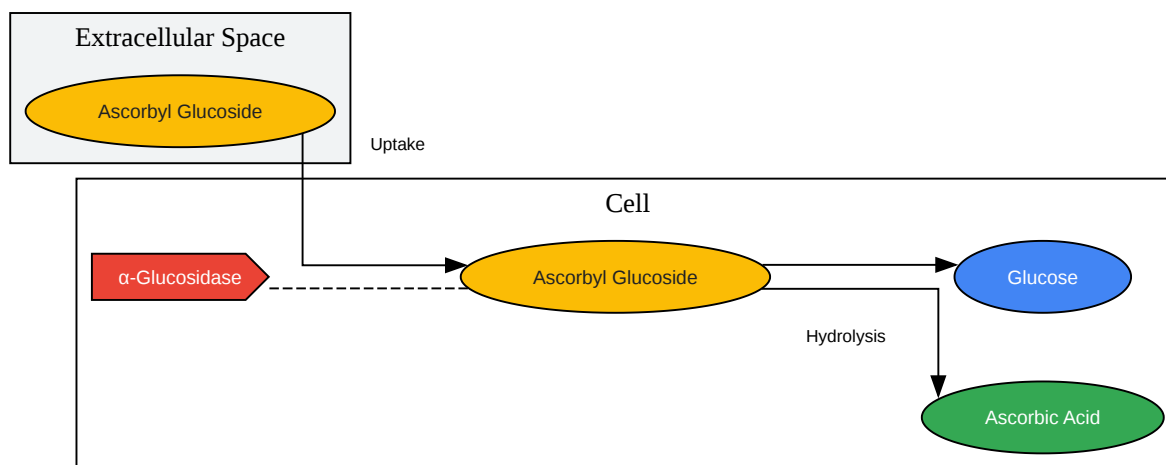 Extracellular Space
Ascorbyl Glucoside
Uptake
Cell
α-Glucosidase
Ascorbyl Glucoside
Glucose
Hydrolysis
Ascorbic Acid